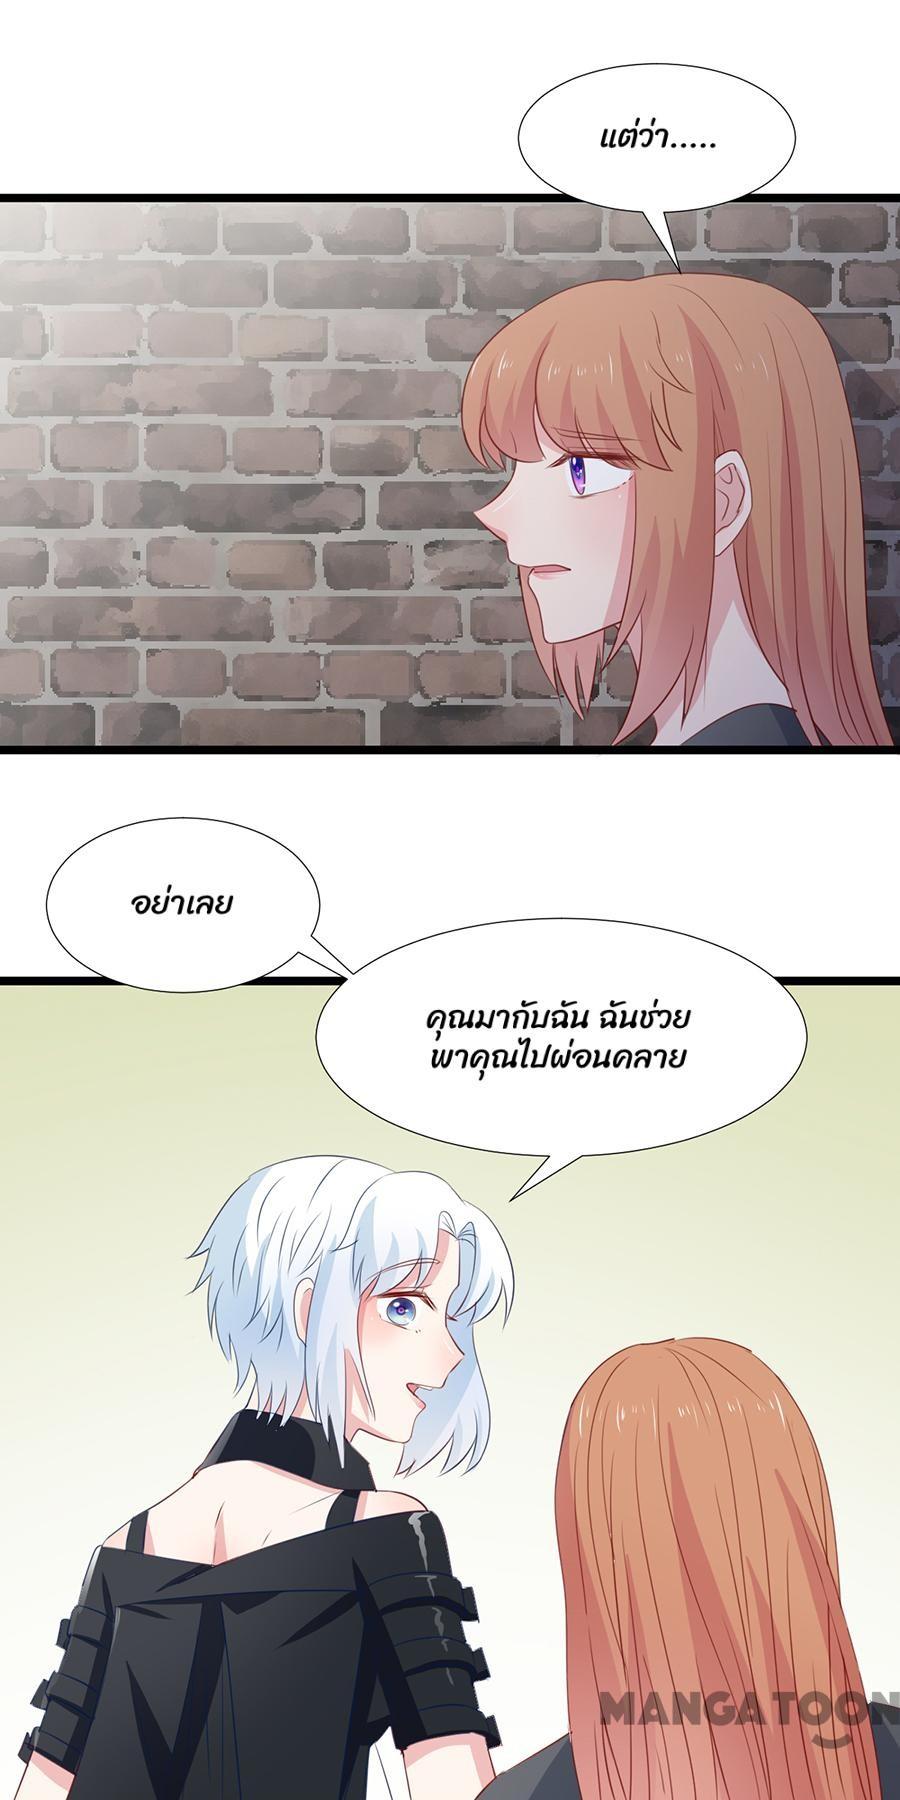 แต่ว่า.....
อย่าเลย
คุณมากับฉัน ฉันช่วย
พาคุณไปผ่อนคลาย
MANGATOON